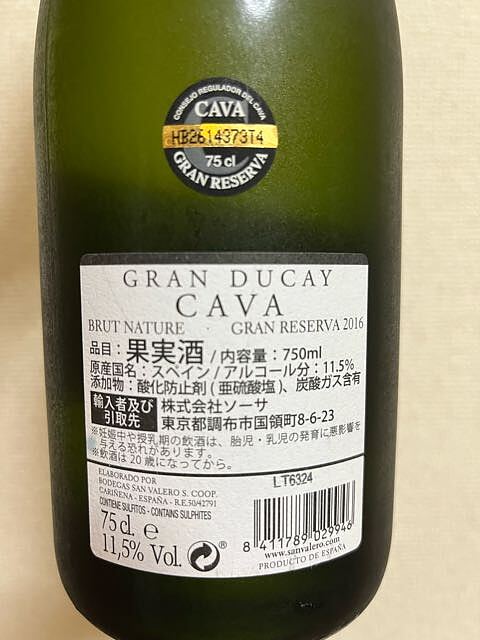 CONSEJO REGULADOR DEL CAVA
CAVA
HB2614373T4
75 cl
GRAN RESERVA
GRAN DUCAY
CAVA
BRUT NATURE · GRAN RESERVA 2016
品目:果実酒/内容量:750ml
原産国名:スペイン/アルコール分:11.5%
添加物:酸化防止剤(亜硫酸塩)、炭酸ガス含有
輸入者及び引取先 株式会社ソーサ
東京都調布市国領町8-6-23
※妊娠中や授乳期の飲酒は、胎児・乳児の発育に悪影響を
与える恐れがあります。
※飲酒は20歳になってから。
ELABORADO POR
BODEGAS SAN VALERO S. COOP.
CARIÑENA - ESPAÑA - R.E.50/42791
CONTIENE SULFITOS - CONTAINS SULPHITES
75 cl. e
11,5% Vol. ®
LT6324
8 411789 029946
www.sanvalero.com
PRODUCTO DE ESPAÑA